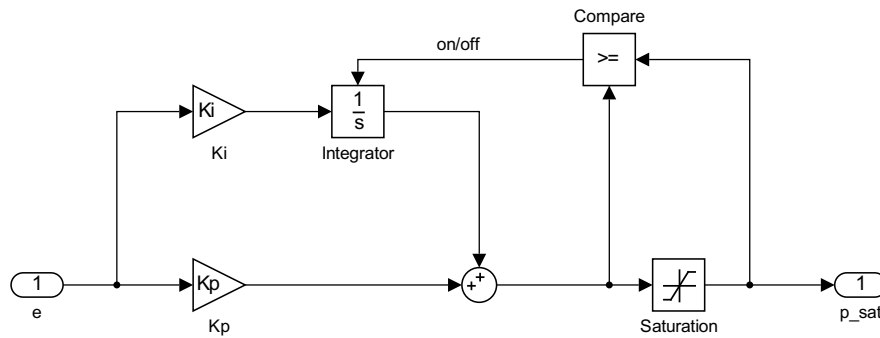 Compare
on/off
>=
Ki
1
s
Ki
Integrator
1
Kp
+
+
1
e
Kp
Saturation
p_sat